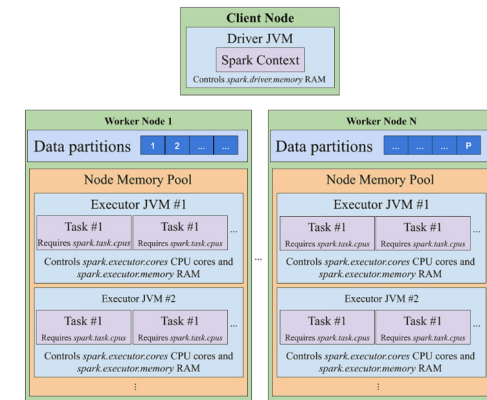 Client Node
Driver JVM
Spark Context
Controls spark.driver.memory RAM
Worker Node 1
Data partitions 1 2 ... ...
Node Memory Pool
Executor JVM #1
Task #1 Task #1 ...
Requires spark.task.cpus Requires spark.task.cpus
Controls spark.executor.cores CPU cores and
spark.executor.memory RAM
Executor JVM #2
Task #1 Task #1 ...
Requires spark.task.cpus Requires spark.task.cpus
Controls spark.executor.cores CPU cores and
spark.executor.memory RAM
⋮
...
Worker Node N
Data partitions ... ... ... P
Node Memory Pool
Executor JVM #1
Task #1 Task #1 ...
Requires spark.task.cpus Requires spark.task.cpus
Controls spark.executor.cores CPU cores and
spark.executor.memory RAM
Executor JVM #2
Task #1 Task #1 ...
Requires spark.task.cpus Requires spark.task.cpus
Controls spark.executor.cores CPU cores and
spark.executor.memory RAM
⋮